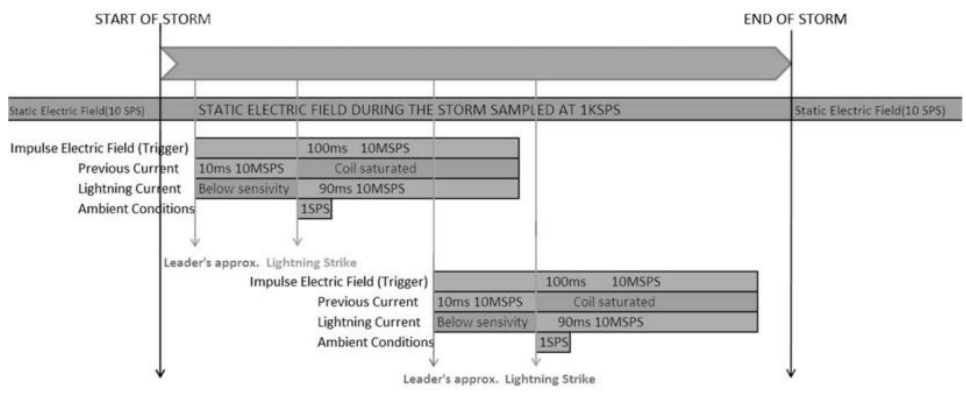 START OF STORM
END OF STORM
Static Electric Field(10 SPS)
STATIC ELECTRIC FIELD DURING THE STORM SAMPLED AT 1KSPS
Static Electric Field(10 SPS)
Impulse Electric Field (Trigger) 100ms 10MSPS
Previous Current 10ms 10MSPS Coil saturated
Lightning Current Below sensivity 90ms 10MSPS
Ambient Conditions 1SPS
Leader's approx. Lightning Strike
Impulse Electric Field (Trigger) 100ms 10MSPS
Previous Current 10ms 10MSPS Coil saturated
Lightning Current Below sensivity 90ms 10MSPS
Ambient Conditions 1SPS
Leader's approx. Lightning Strike